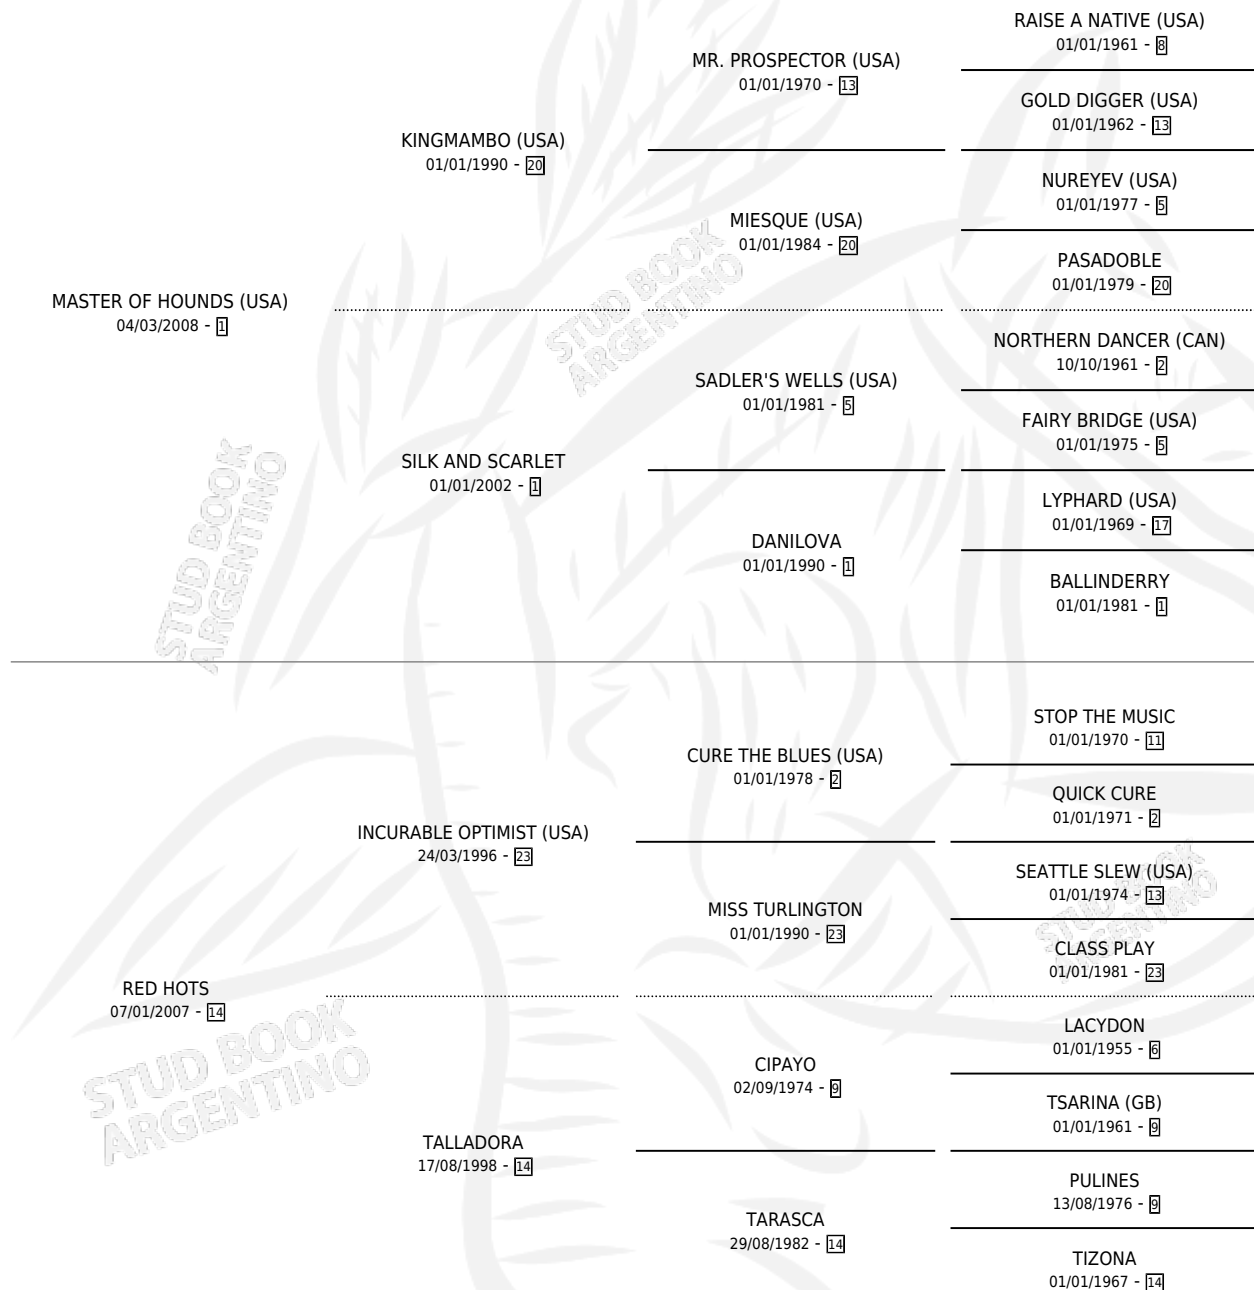 RAISE A NATIVE (USA)
01/01/1961 - 8
MR. PROSPECTOR (USA)
01/01/1970 - 13
GOLD DIGGER (USA)
01/01/1962 - 13
KINGMAMBO (USA)
01/01/1990 - 20
NUREYEV (USA)
01/01/1977 - 5
MIESQUE (USA)
01/01/1984 - 20
PASADOBLE
01/01/1979 - 20
MASTER OF HOUNDS (USA)
04/03/2008 - 1
NORTHERN DANCER (CAN)
10/10/1961 - 2
SADLER'S WELLS (USA)
01/01/1981 - 5
FAIRY BRIDGE (USA)
01/01/1975 - 5
SILK AND SCARLET
01/01/2002 - 1
LYPHARD (USA)
01/01/1969 - 17
DANILOVA
01/01/1990 - 1
BALLINDERRY
01/01/1981 - 1
STOP THE MUSIC
01/01/1970 - 11
CURE THE BLUES (USA)
01/01/1978 - 2
QUICK CURE
01/01/1971 - 2
INCURABLE OPTIMIST (USA)
24/03/1996 - 23
SEATTLE SLEW (USA)
01/01/1974 - 13
MISS TURLINGTON
01/01/1990 - 23
CLASS PLAY
01/01/1981 - 23
RED HOTS
07/01/2007 - 14
LACYDON
01/01/1955 - 6
CIPAYO
02/09/1974 - 9
TSARINA (GB)
01/01/1961 - 9
TALLADORA
17/08/1998 - 14
PULINES
13/08/1976 - 9
TARASCA
29/08/1982 - 14
TIZONA
01/01/1967 - 14
STUD BOOK
ARGENTINO
STUD BOOK
ARGENTINO
STUD BOOK
ARGENTINO
STUD BOOK
ARGENTINO